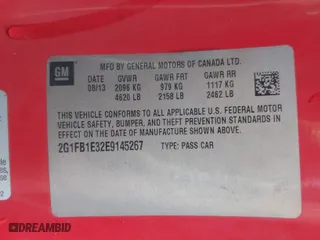 GM
MFD BY GENERAL MOTORS OF CANADA LTD.
DATE GVWR GAWR FRT GAWR RR
08/13 2096 KG 979 KG 1117 KG
4620 LB 2158 LB 2462 LB
THIS VEHICLE CONFORMS TO ALL APPLICABLE U.S. FEDERAL MOTOR
VEHICLE SAFETY, BUMPER, AND THEFT PREVENTION STANDARDS IN
EFFECT ON THE DATE OF MANUFACTURE SHOWN ABOVE.
2G1FB1E32E9145267 TYPE: PASS CAR